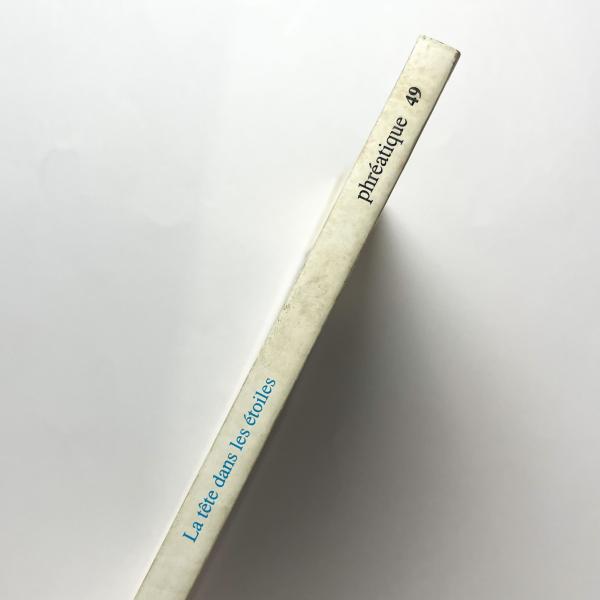 La tête dans les étoiles
phréatique 49